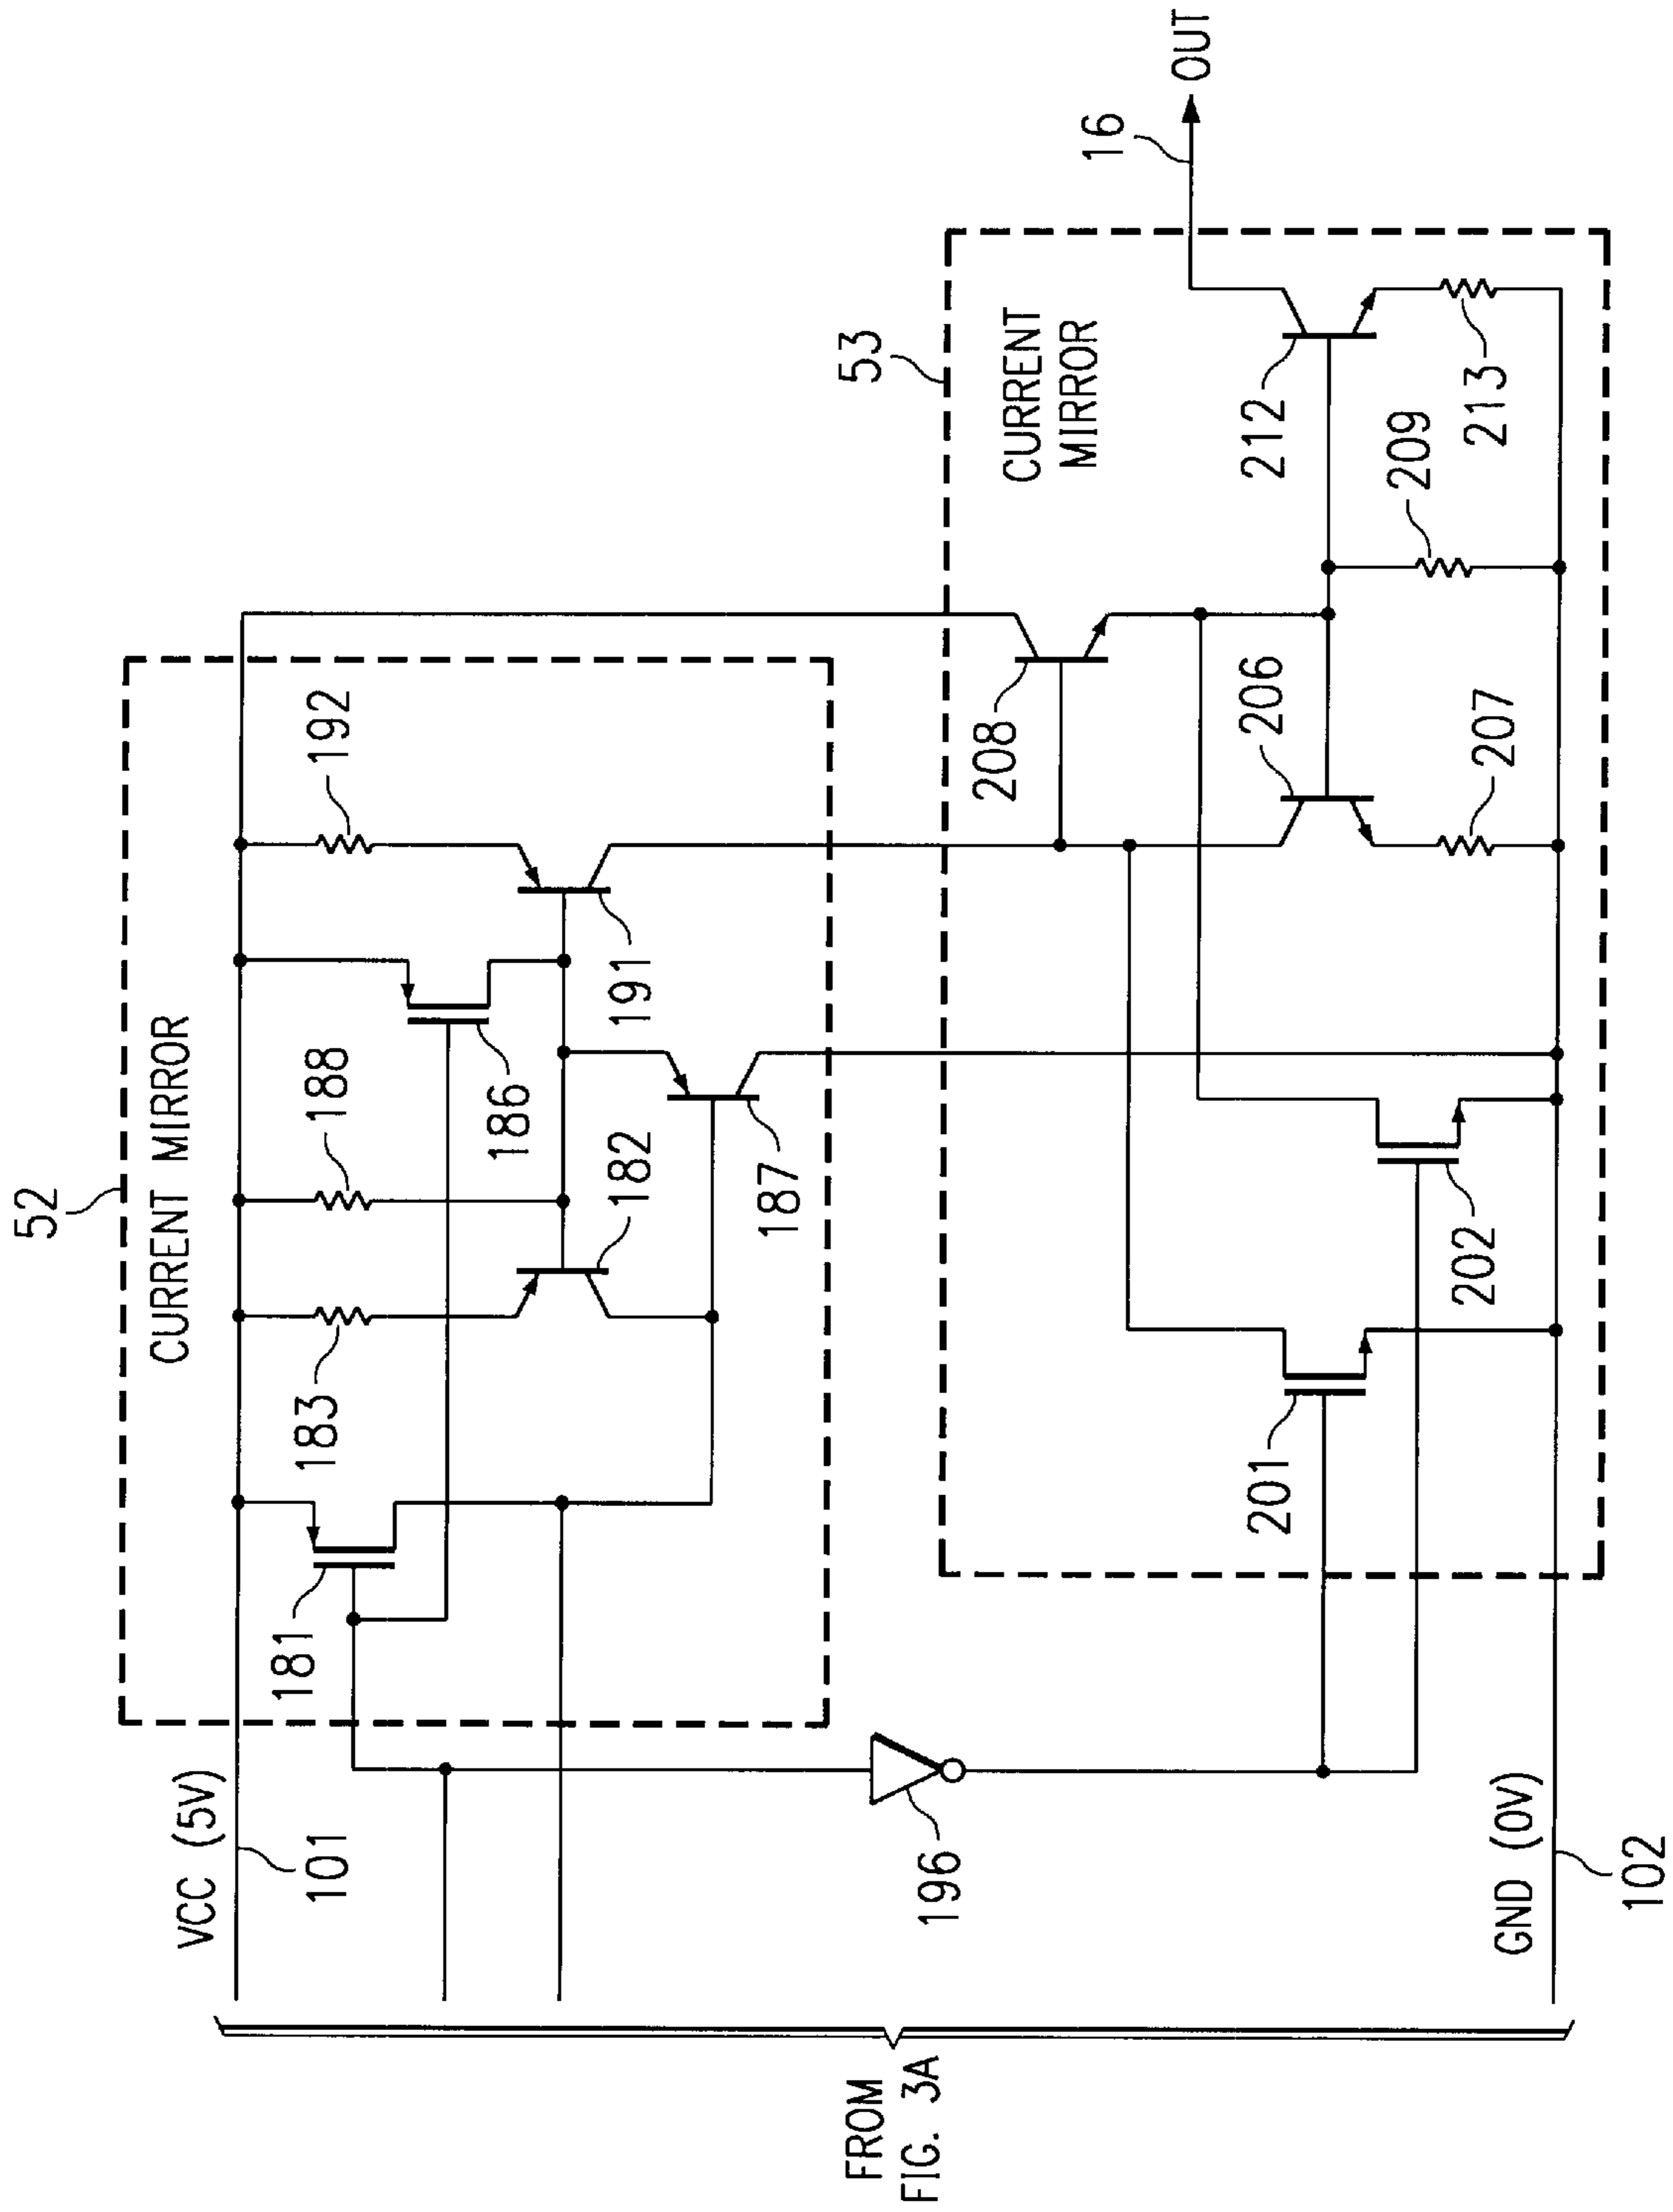 52
CURRENT MIRROR
VCC (5V)
101
181
183
188
192
186
182
191
187
FROM
FIG. 3A
196
53
CURRENT
MIRROR
16
OUT
208
206
212
201
202
207
209
213
GND (0V)
102